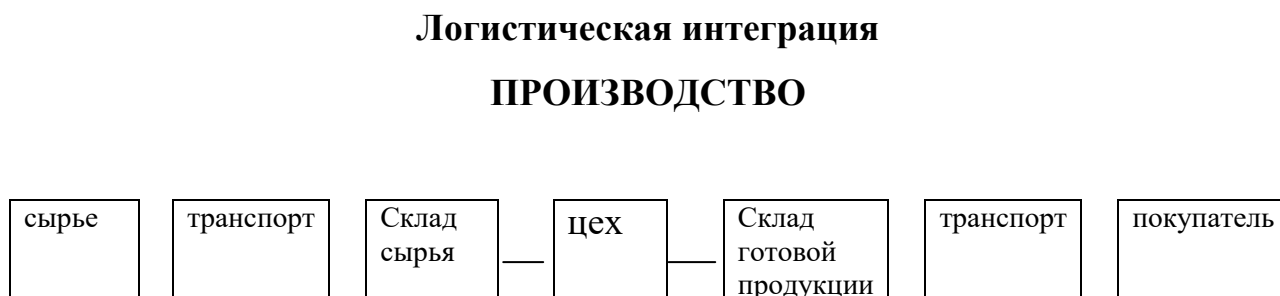 Логистическая интеграция
ПРОИЗВОДСТВО
сырье
транспорт
Склад
сырья
цех
Склад
готовой
продукции
транспорт
покупатель